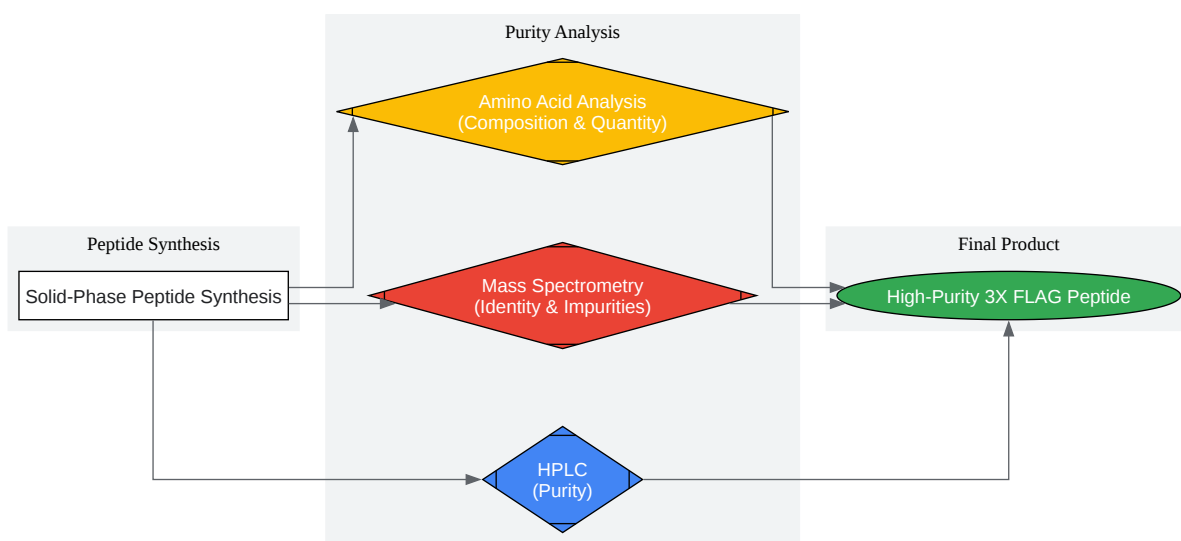 Purity Analysis
Amino Acid Analysis
(Composition & Quantity)
Peptide Synthesis
Solid-Phase Peptide Synthesis
Mass Spectrometry
(Identity & Impurities)
Final Product
High-Purity 3X FLAG Peptide
HPLC
(Purity)